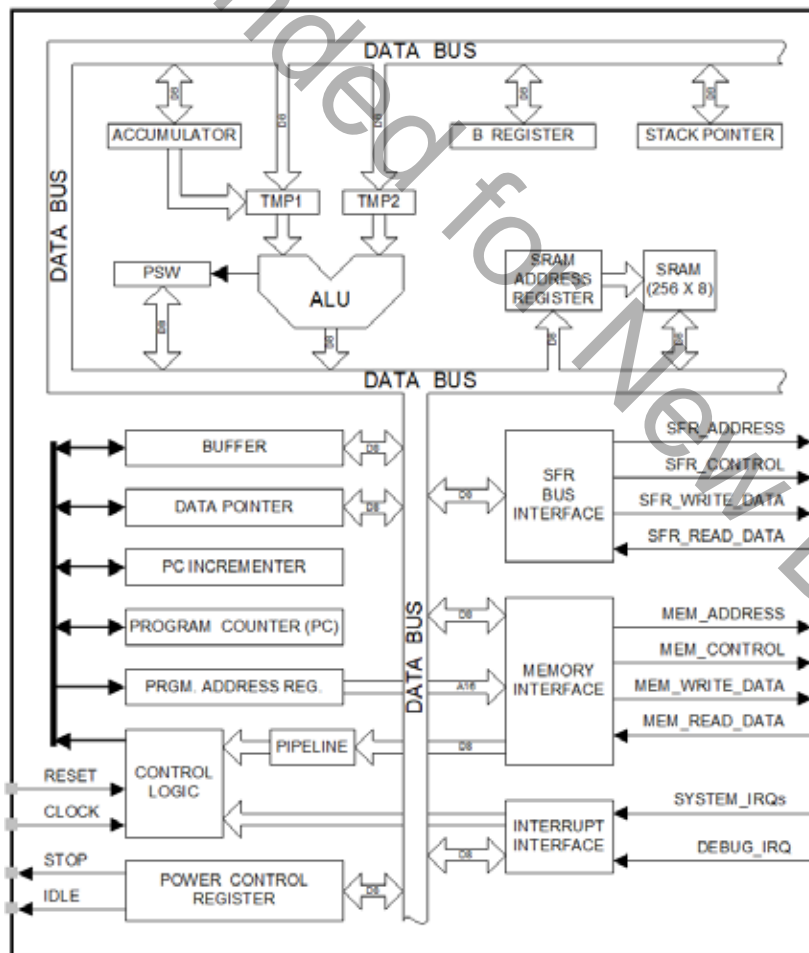 DATA BUS
D8
D8
D8
D8
D8
ACCUMULATOR
B REGISTER
STACK POINTER
DATA BUS
TMP1
TMP2
PSW
ALU
SRAM
ADDRESS
REGISTER
SRAM
(256 X 8)
D8
D8
D8
D8
DATA BUS
BUFFER
D8
DATA POINTER
D8
PC INCREMENTER
PROGRAM COUNTER (PC)
PRGM. ADDRESS REG.
A16
DATA BUS
D8
SFR
BUS
INTERFACE
SFR_ADDRESS
SFR_CONTROL
SFR_WRITE_DATA
SFR_READ_DATA
D8
MEMORY
INTERFACE
MEM_ADDRESS
MEM_CONTROL
MEM_WRITE_DATA
MEM_READ_DATA
RESET
CLOCK
CONTROL
LOGIC
PIPELINE
D8
INTERRUPT
INTERFACE
D8
SYSTEM_IRQs
DEBUG_IRQ
STOP
IDLE
POWER CONTROL
REGISTER
D8
nded for New